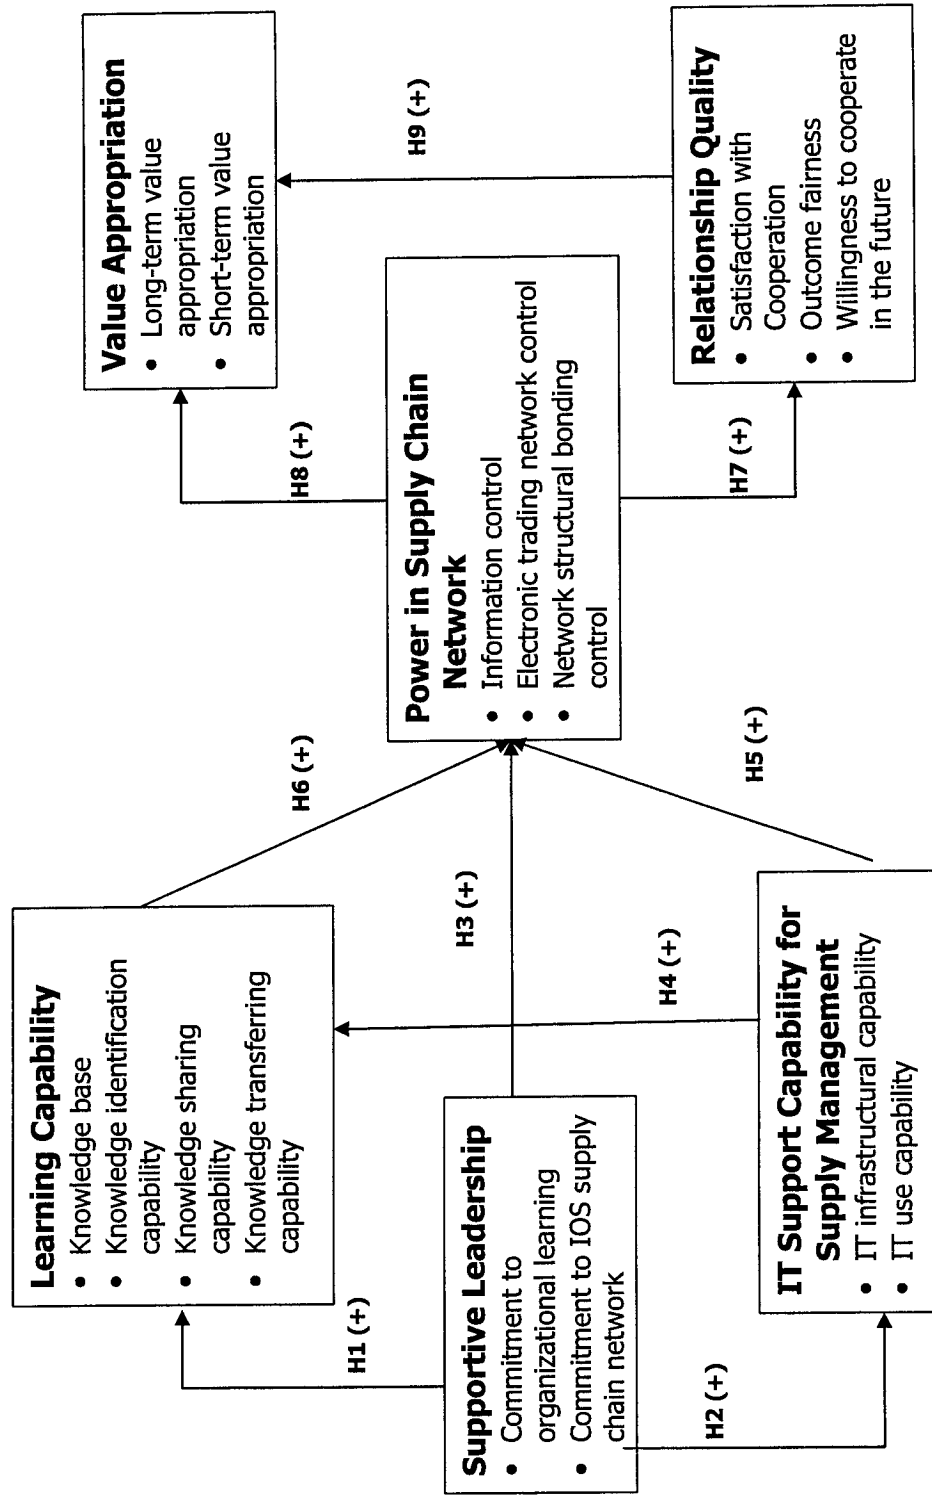 Learning Capability
• Knowledge base
• Knowledge identification
capability
• Knowledge sharing
capability
• Knowledge transferring
capability
H1 (+)
Supportive Leadership
• Commitment to
organizational learning
• Commitment to IOS supply
chain network
H2 (+)
IT Support Capability for
Supply Management
• IT infrastructural capability
• IT use capability
H3 (+)
H4 (+)
H6 (+)
H5 (+)
Power in Supply Chain
Network
• Information control
• Electronic trading network control
• Network structural bonding
control
H8 (+)
H7 (+)
Value Appropriation
• Long-term value
appropriation
• Short-term value
appropriation
H9 (+)
Relationship Quality
• Satisfaction with
Cooperation
• Outcome fairness
• Willingness to cooperate
in the future